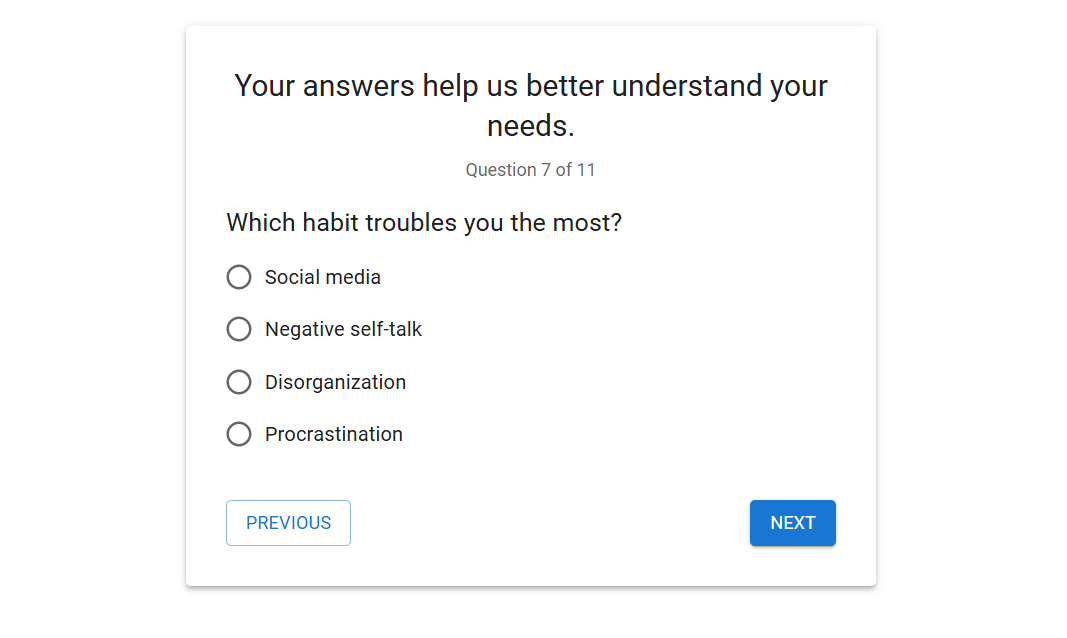 Your answers help us better understand your
needs.
Question 7 of 11
Which habit troubles you the most?
Social media
Negative self-talk
Disorganization
Procrastination
PREVIOUS
NEXT